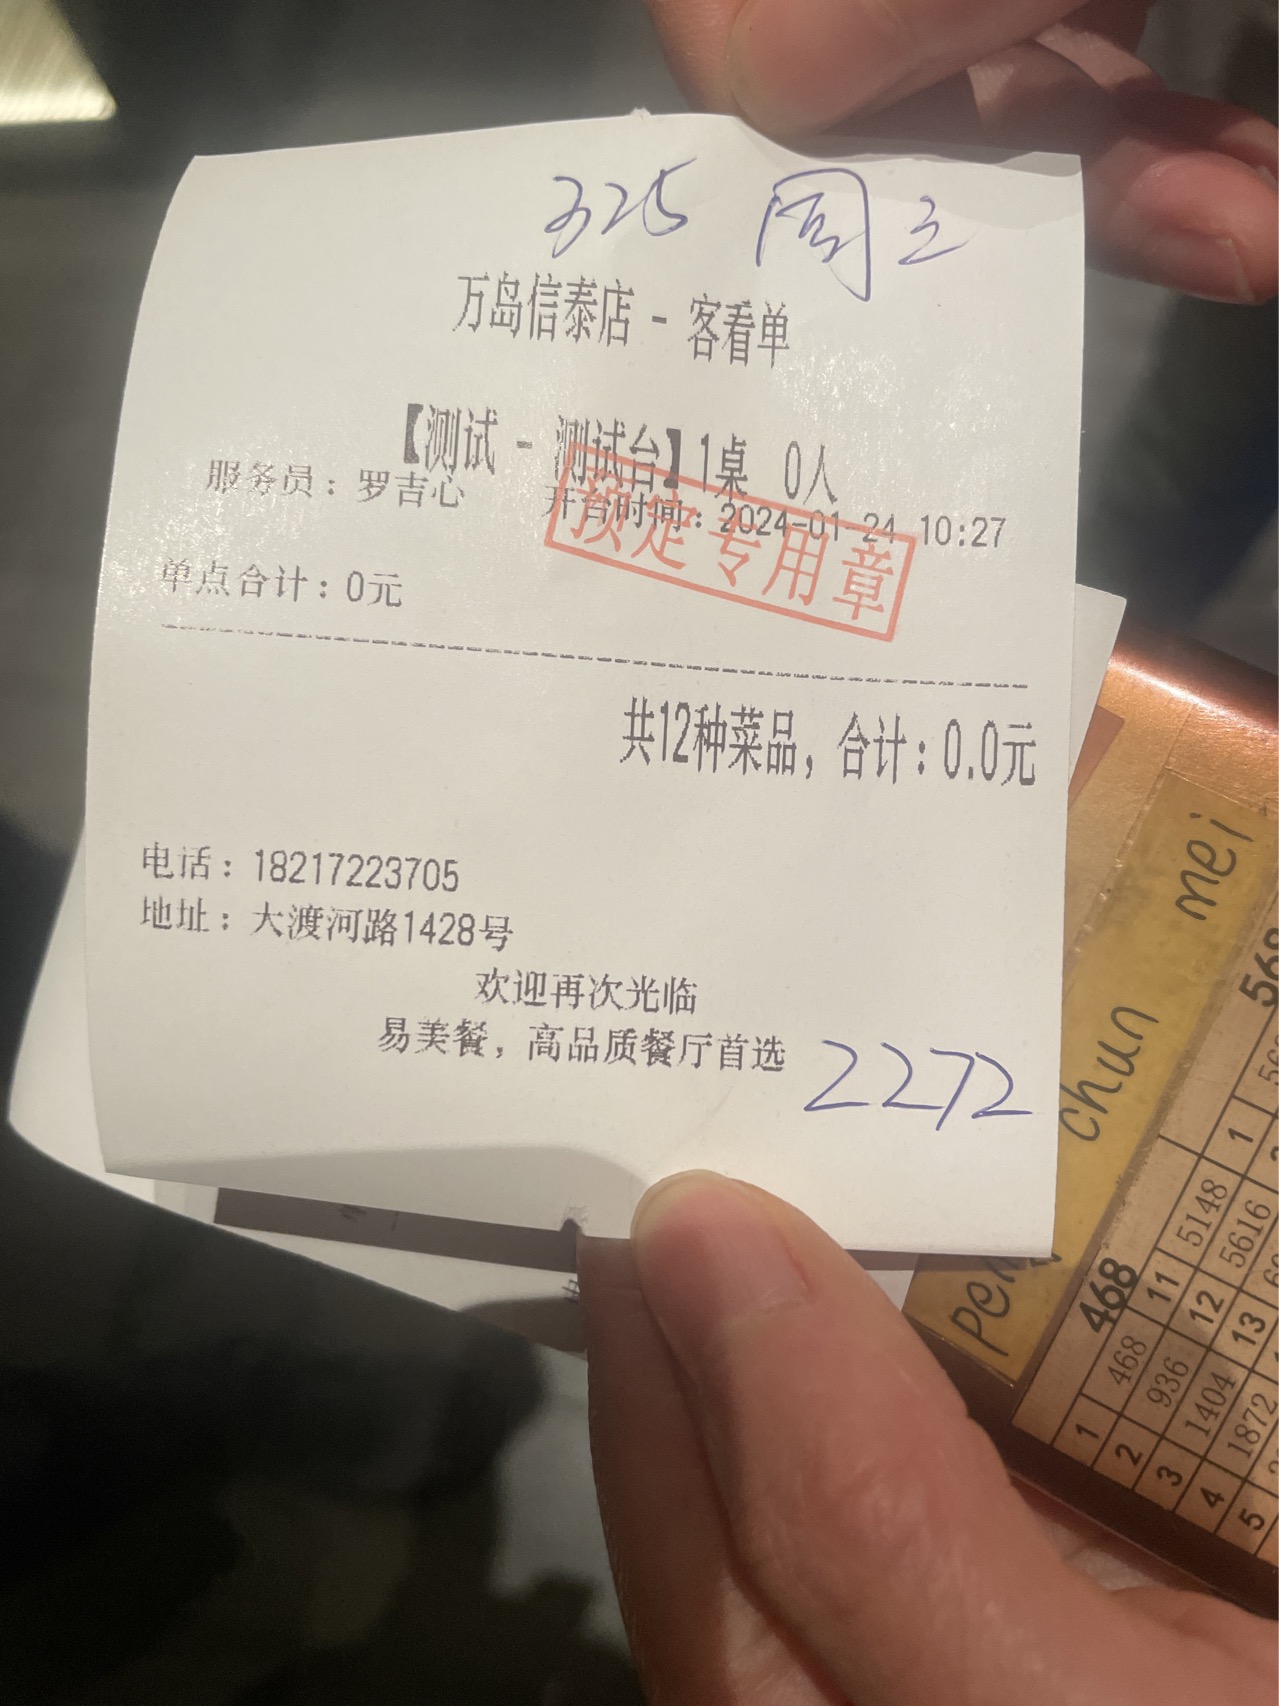 325 周三
万岛信泰店 - 客看单
【测试 - 测试台】1桌 0人
服务员：罗吉心 开台时间：2024-01-24 10:27
预定专用章
单点合计：0元
共12种菜品，合计：0.0元
电话：18217223705
地址：大渡河路1428号
欢迎再次光临
易美餐，高品质餐厅首选
2272
chun mei
468
568
1 468 11 5148 1
2 936 12 5616
3 1404 13
4 1872
5